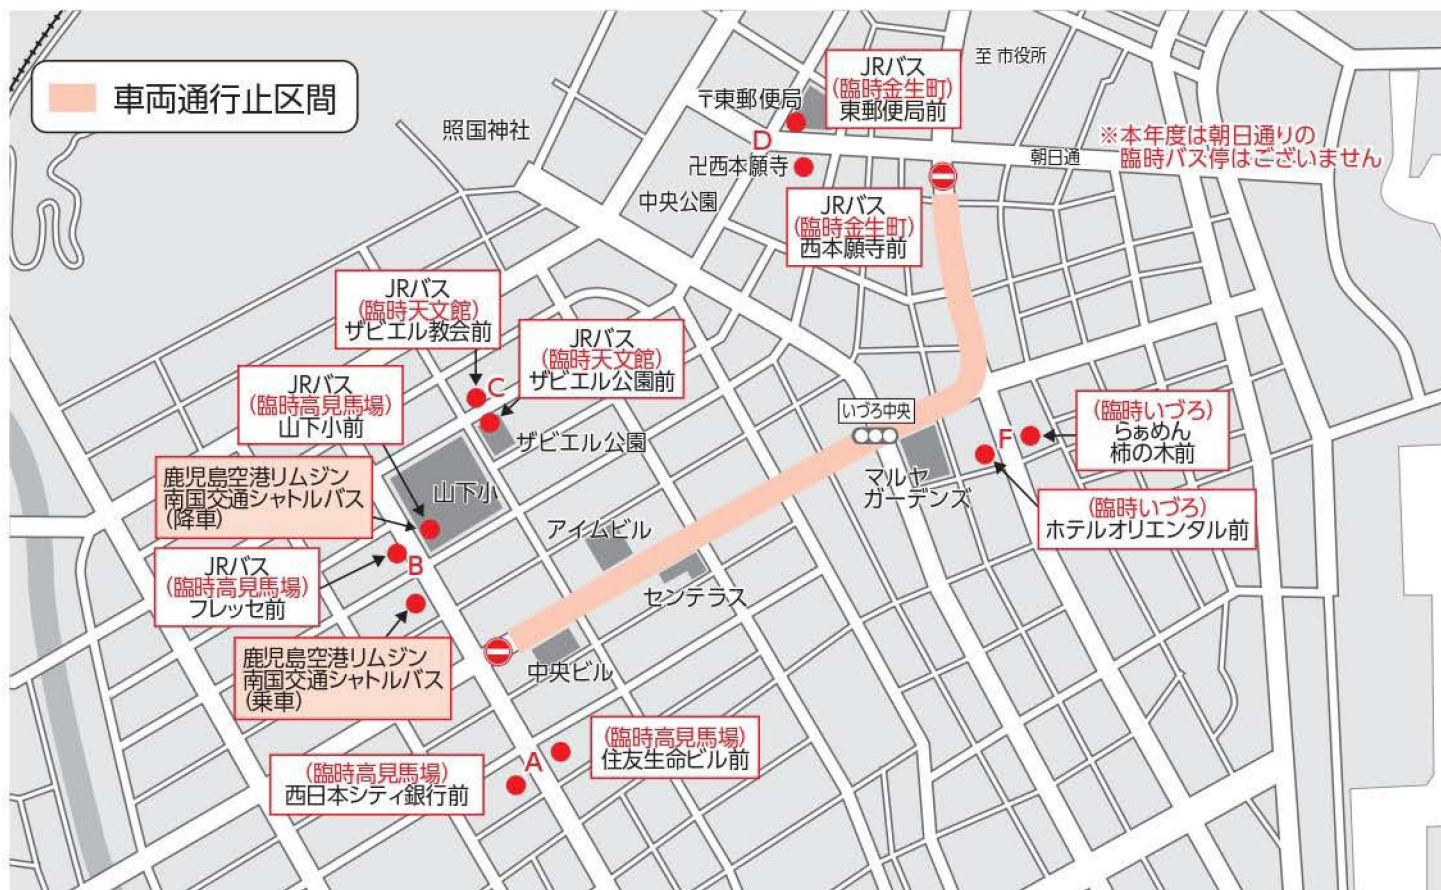 車両通行止区間
至 市役所
JRバス
(臨時金生町)
東郵便局前
〒東郵便局
照国神社
D
※本年度は朝日通りの
臨時バス停はございません
朝日通
卍西本願寺
中央公園
JRバス
(臨時金生町)
西本願寺前
JRバス
(臨時天文館)
ザビエル教会前
JRバス
(臨時天文館)
ザビエル公園前
C
JRバス
(臨時高見馬場)
山下小前
ザビエル公園
いづろ中央
(臨時いづろ)
らぁめん
柿の木前
F
鹿児島空港リムジン
南国交通シャトルバス
(降車)
山下小
マルヤ
ガーデンズ
(臨時いづろ)
ホテルオリエンタル前
アイムビル
JRバス
(臨時高見馬場)
フレッセ前
B
センテラス
鹿児島空港リムジン
南国交通シャトルバス
(乗車)
中央ビル
(臨時高見馬場)
住友生命ビル前
A
(臨時高見馬場)
西日本シティ銀行前